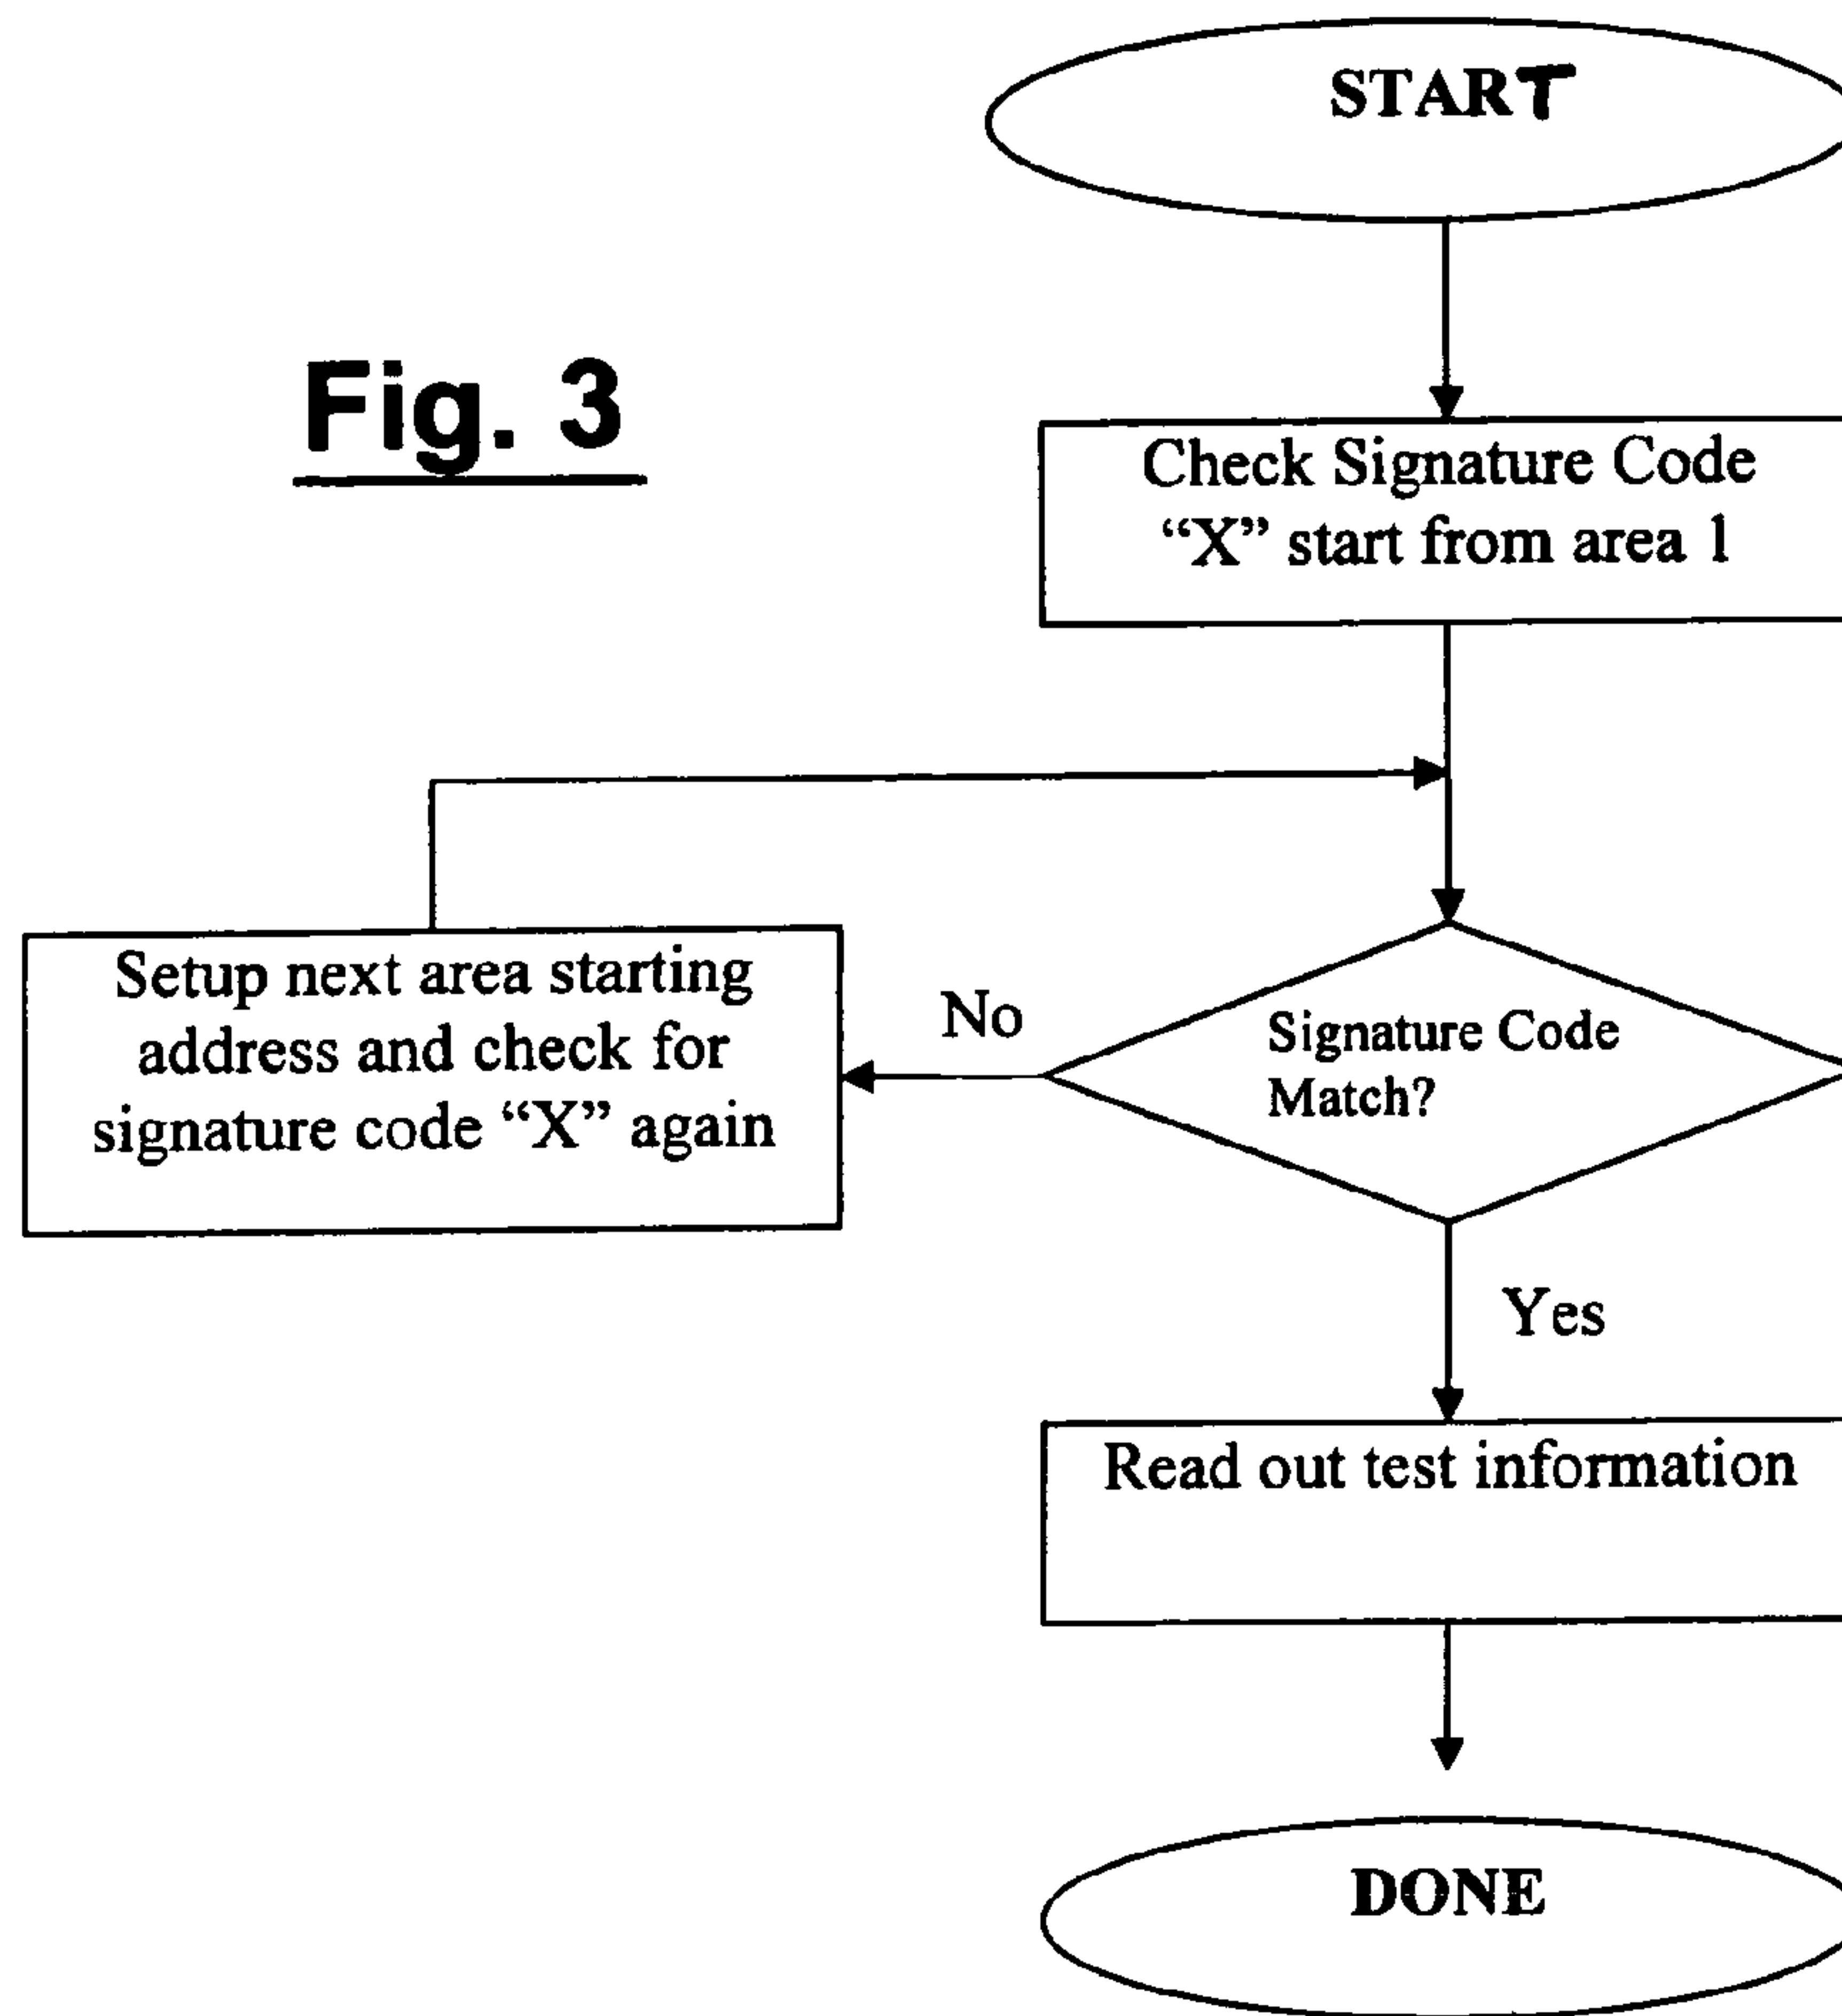 START
Fig. 3
Check Signature Code
“X” start from area 1
Setup next area starting
address and check for
signature code “X” again
No
Signature Code
Match?
Yes
Read out test information
DONE